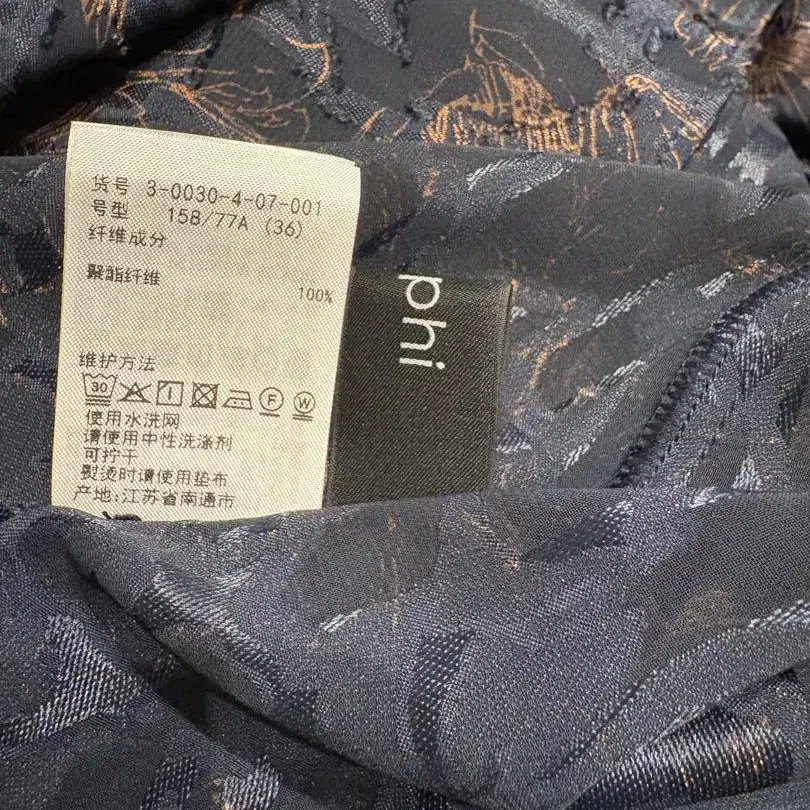 货号 3-0030-4-07-001
号型 158/77A (36)
纤维成分
聚酯纤维
100%
维护方法
30
F
W
使用水洗网
请使用中性洗涤剂
可拧干
熨烫时请使用垫布
产地:江苏省南通市
phi